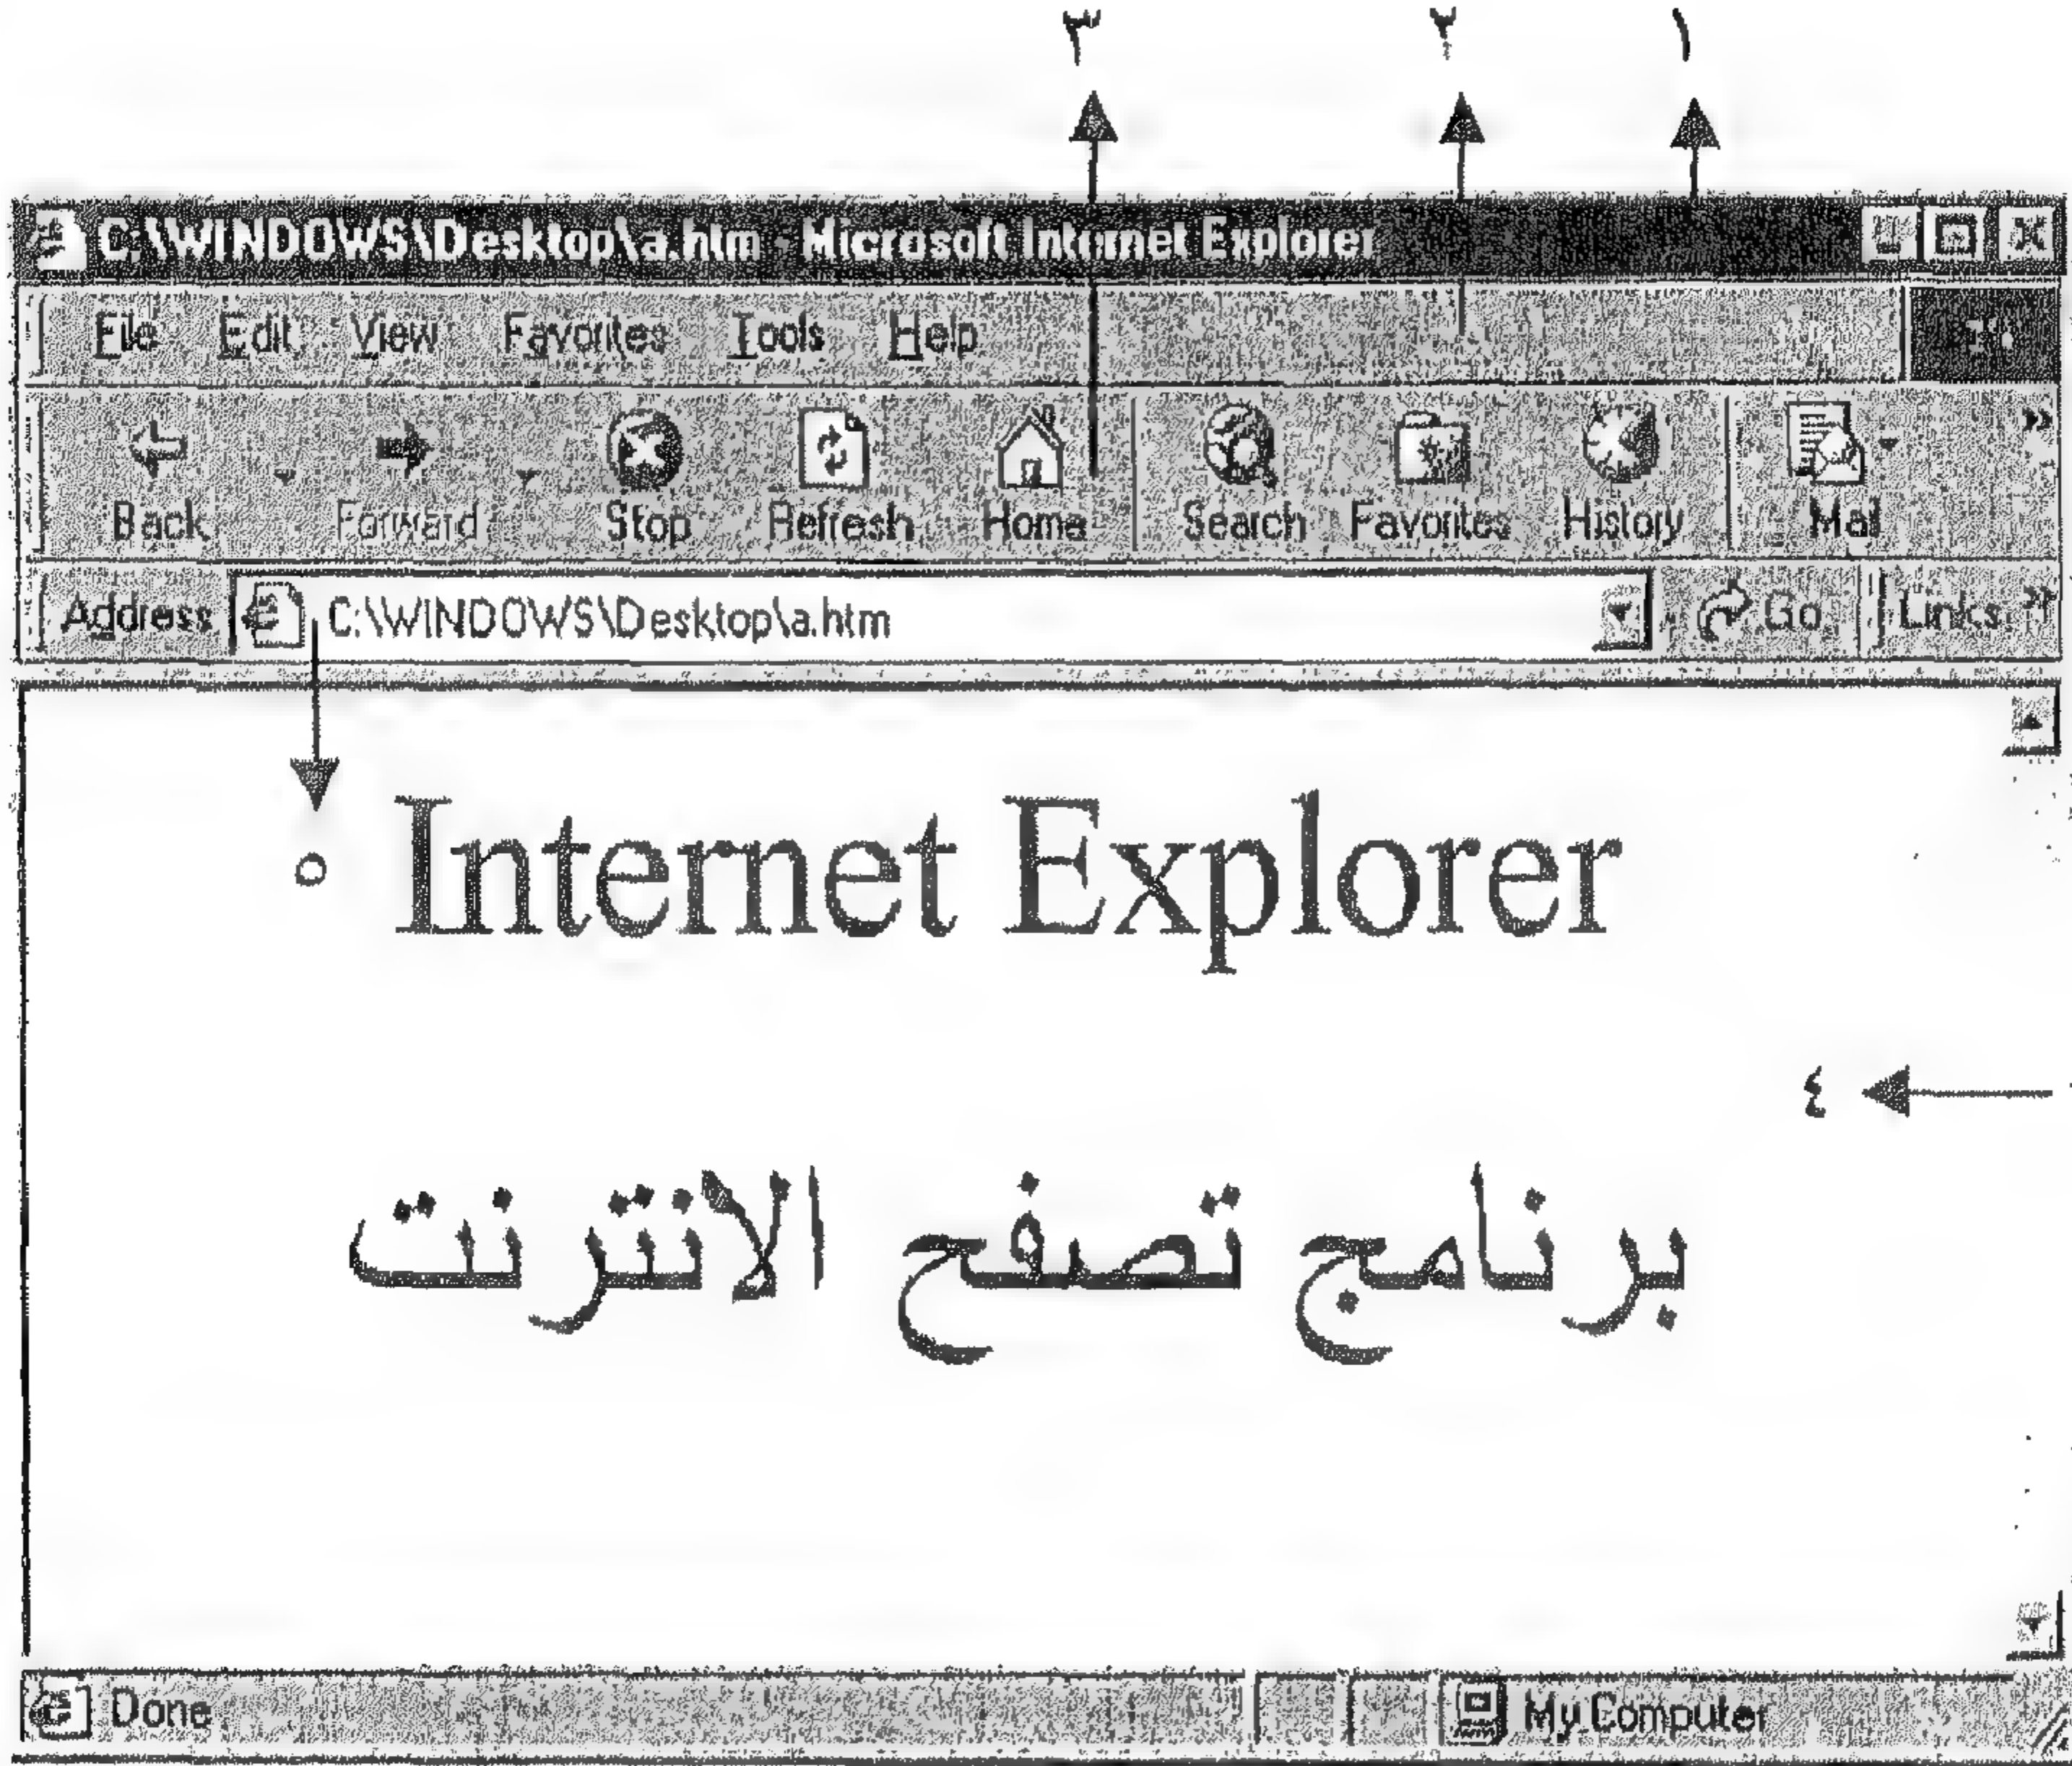 ٣ ٢ ١
C:\WINDOWS\Desktop\a.htm - Microsoft Internet Explorer
File Edit View Favorites Tools Help
Back Forward Stop Refresh Home Search Favorites History Mail »
Address C:\WINDOWS\Desktop\a.htm Go Links »
٥ Internet Explorer
٤
برنامج تصفح الانترنت
Done My Computer